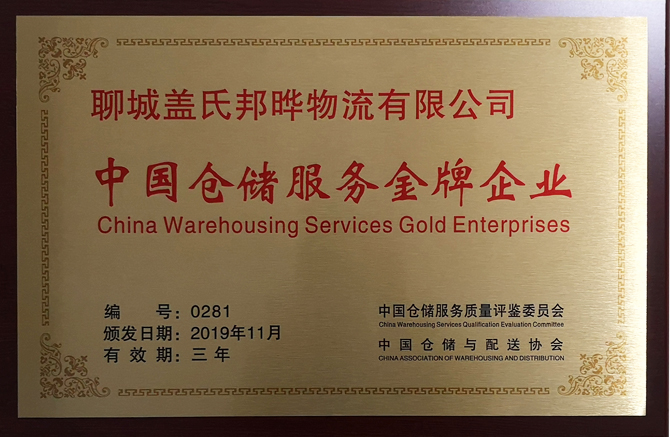 聊城盖氏邦晔物流有限公司
中国仓储服务金牌企业
China Warehousing Services Gold Enterprises
编 号：0281
颁发日期：2019年11月
有效期：三年
中国仓储服务质量评鉴委员会
China Warehousing Services Qualification Evaluation Committee
中国仓储与配送协会
CHINA ASSOCIATION OF WAREHOUSING AND DISTRIBUTION